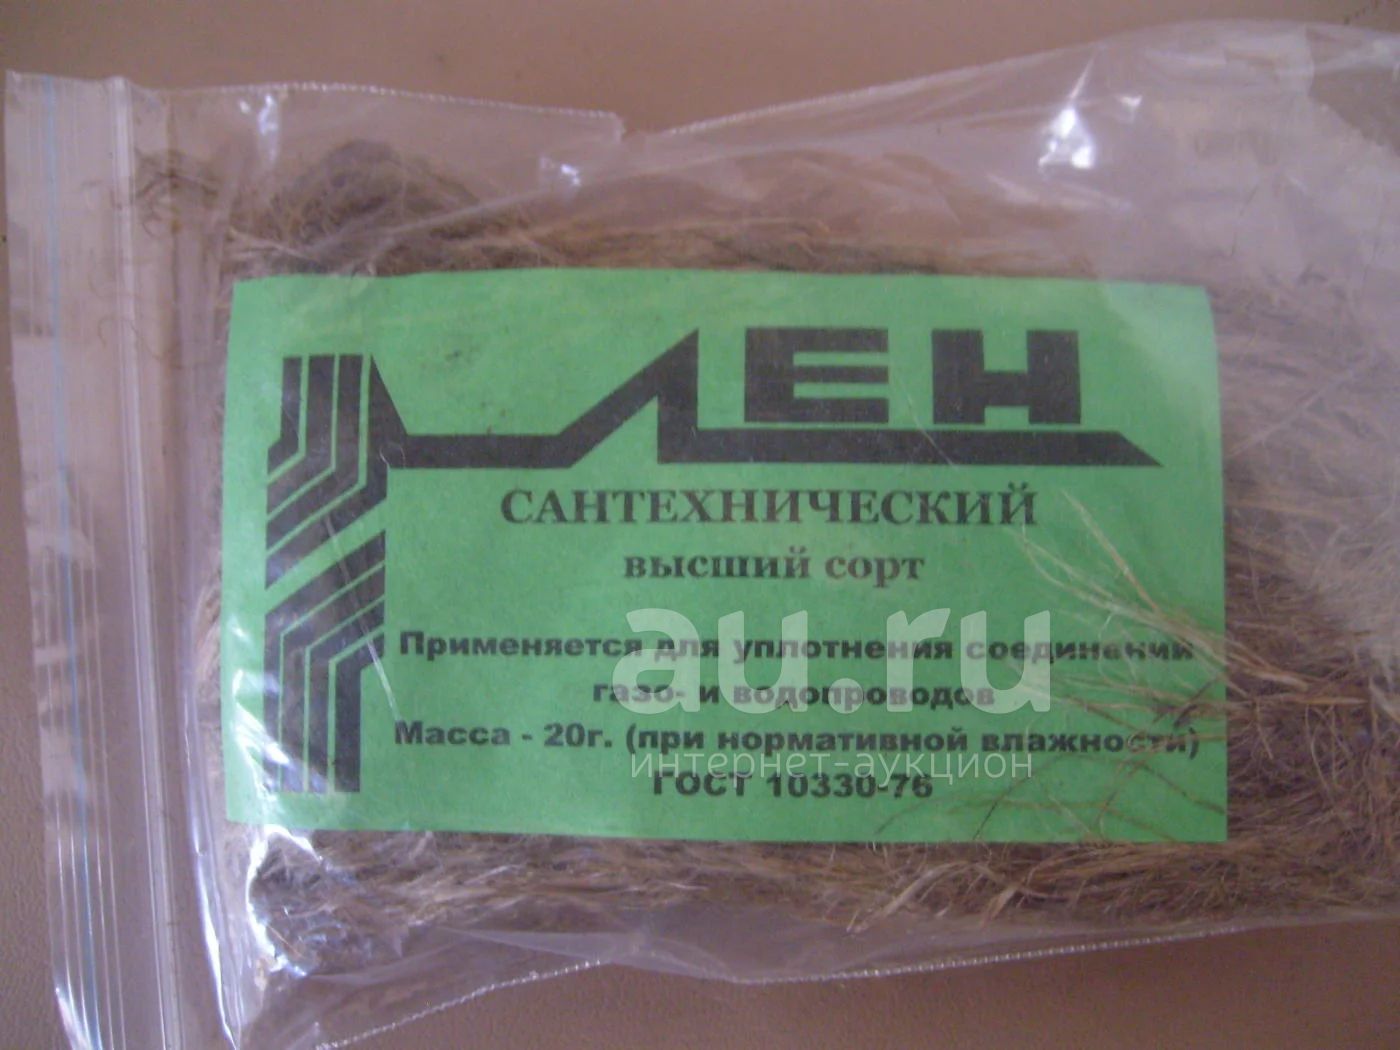 ЛЕН
САНТЕХНИЧЕСКИЙ
высший сорт
Применяется для уплотнения соединений
газо- и водопроводов
Масса - 20г. (при нормативной влажности)
ГОСТ 10330-76
au.ru
интернет-аукцион